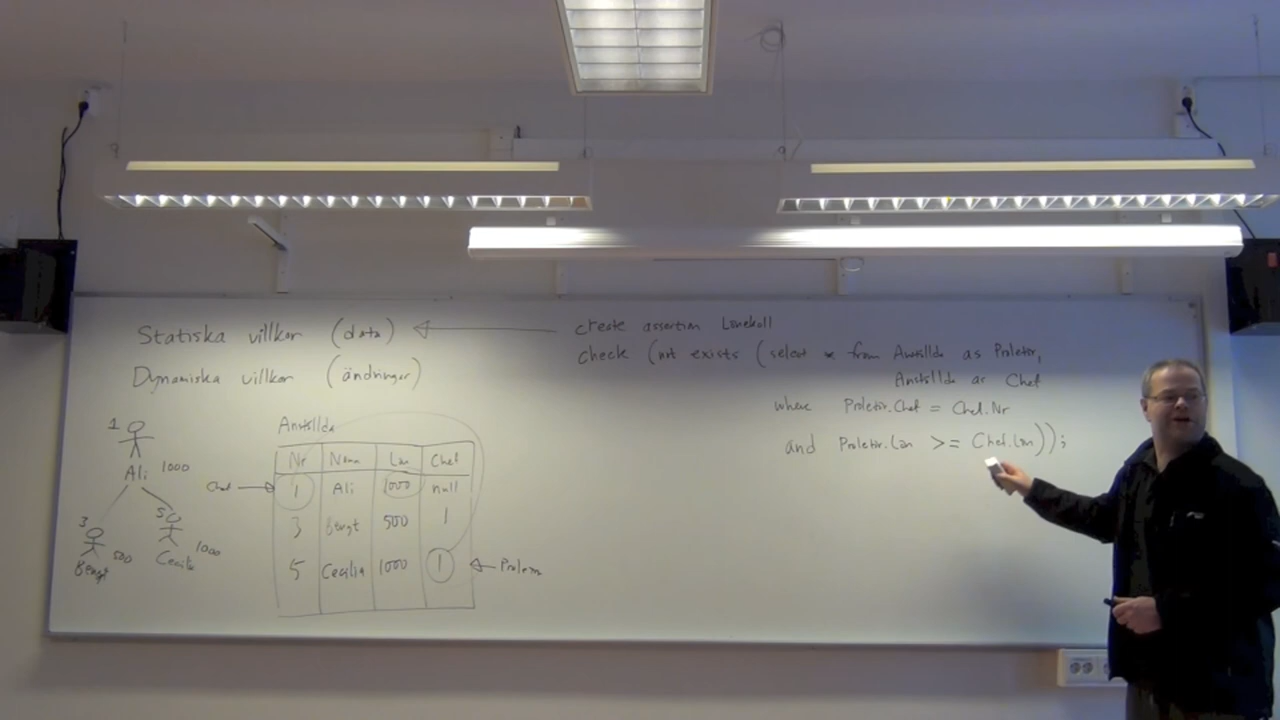 Statiska villkor (data)
Dynamiska villkor (ändringar)
1
Ali 1000
3
Bengt 500
5
Cecilia 1000
Anställda
Nr Namn Lön Chef
Chef 1 Ali 1000 null
3 Bengt 500 1
5 Cecilia 1000 1
create assertion Lönekoll
check (not exists (select * from Anställda as Proletär,
Anställda as Chef
where Proletär.Chef = Chef.Nr
and Proletär.Lön >= Chef.Lön));